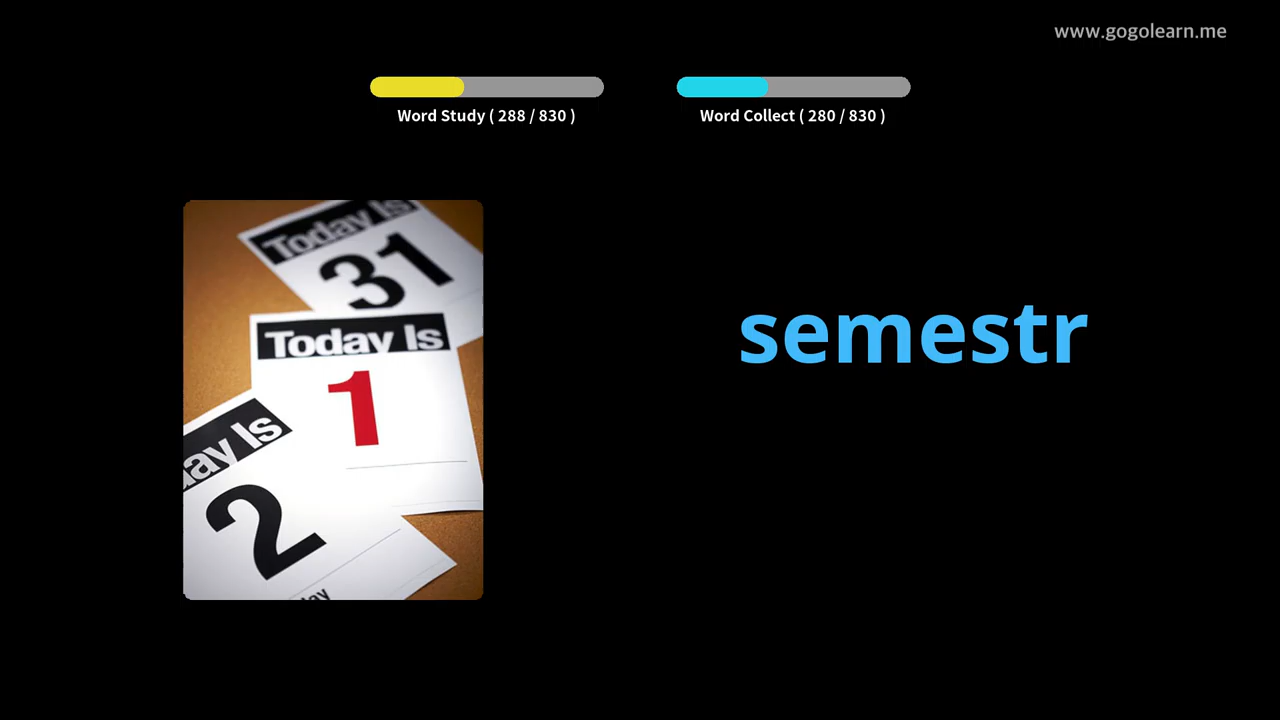 www.gogolearn.me
Word Study ( 288 / 830 )
Word Collect ( 280 / 830 )
Today Is
31
Today Is
1
ay Is
2
semestr